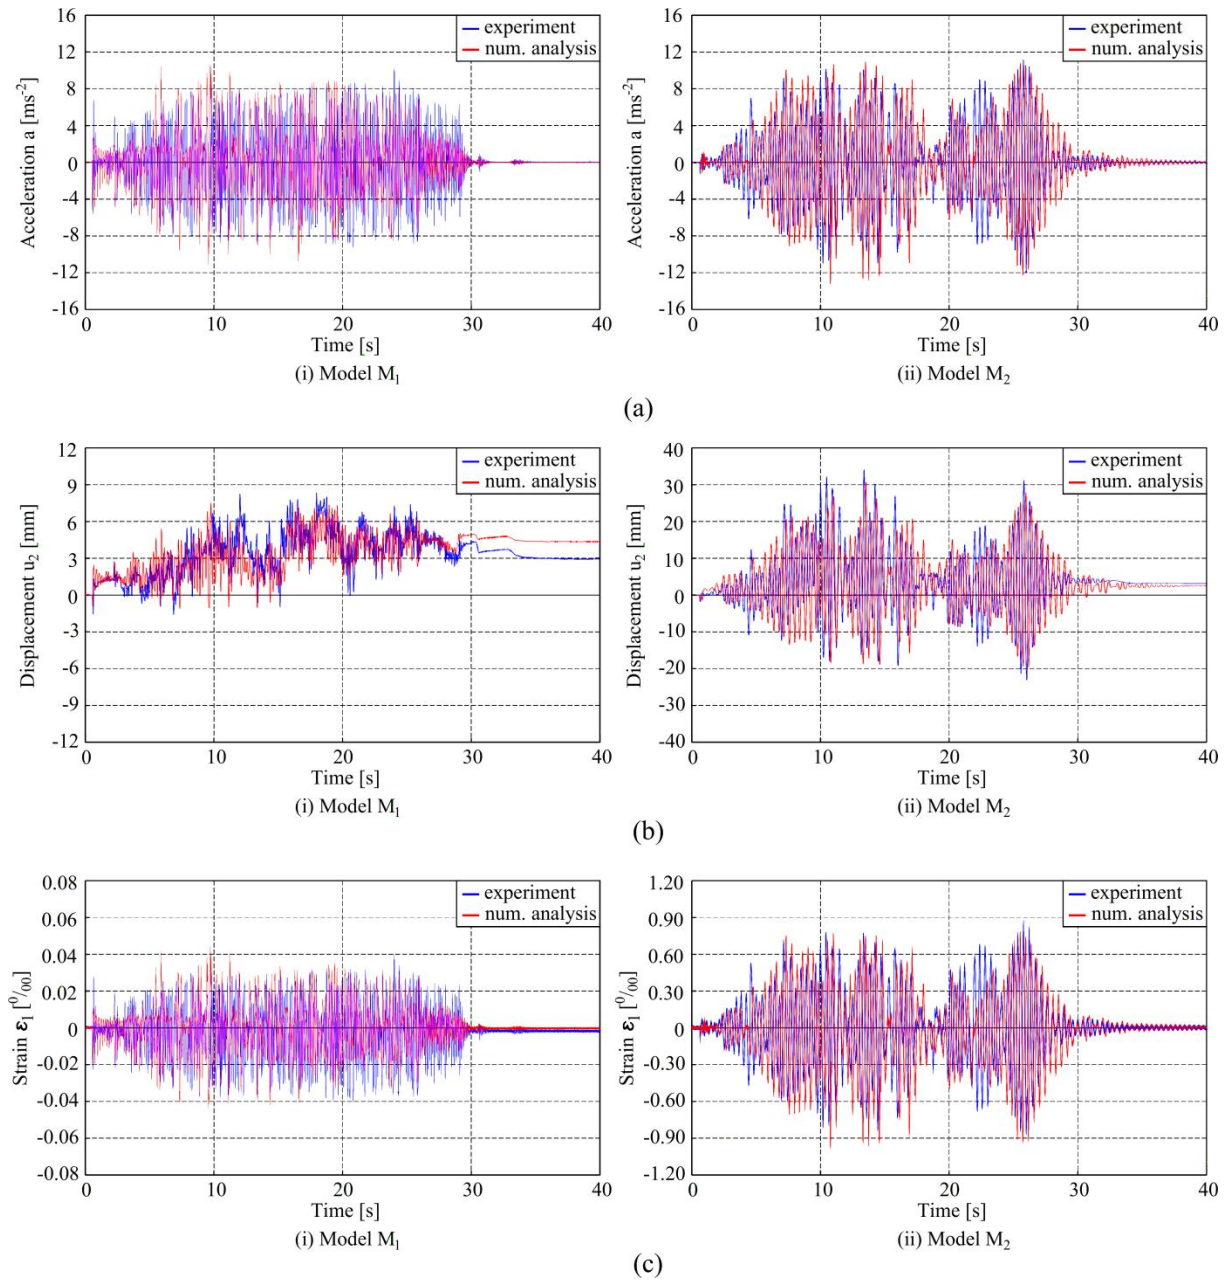 16
12
8
4
0
-4
-8
-12
-16
Acceleration a [ms-2]
experiment
num. analysis
0 10 20 30 40
Time [s]
(i) Model M1
16
12
8
4
0
-4
-8
-12
-16
Acceleration a [ms-2]
experiment
num. analysis
0 10 20 30 40
Time [s]
(ii) Model M2
(a)
12
9
6
3
0
-3
-6
-9
-12
Displacement u2 [mm]
experiment
num. analysis
0 10 20 30 40
Time [s]
(i) Model M1
40
30
20
10
0
-10
-20
-30
-40
Displacement u2 [mm]
experiment
num. analysis
0 10 20 30 40
Time [s]
(ii) Model M2
(b)
0.08
0.06
0.04
0.02
0
-0.02
-0.04
-0.06
-0.08
Strain ε1 [0/00]
experiment
num. analysis
0 10 20 30 40
Time [s]
(i) Model M1
1.20
0.90
0.60
0.30
0
-0.30
-0.60
-0.90
-1.20
Strain ε1 [0/00]
experiment
num. analysis
0 10 20 30 40
Time [s]
(ii) Model M2
(c)